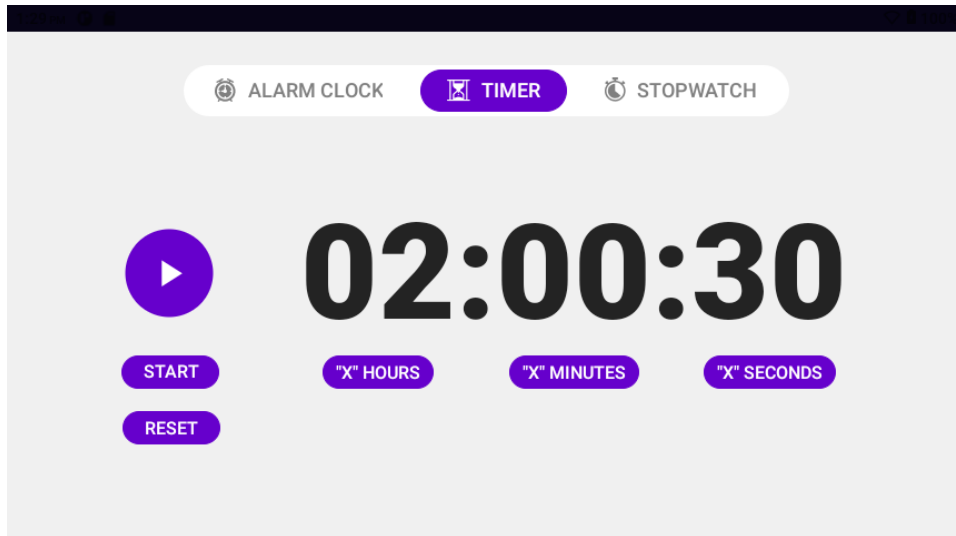 ALARM CLOCK TIMER STOPWATCH
02:00:30
START "X" HOURS "X" MINUTES "X" SECONDS
RESET